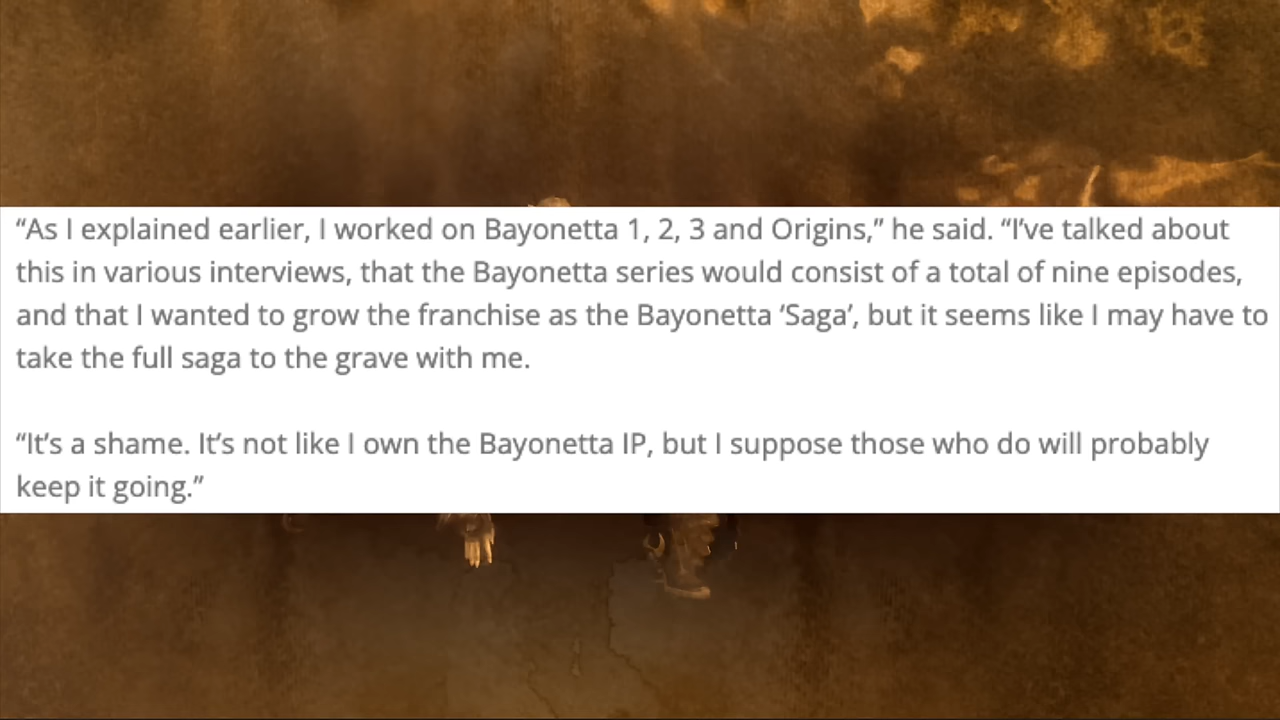 “As I explained earlier, I worked on Bayonetta 1, 2, 3 and Origins,” he said. “I’ve talked about
this in various interviews, that the Bayonetta series would consist of a total of nine episodes,
and that I wanted to grow the franchise as the Bayonetta ‘Saga’, but it seems like I may have to
take the full saga to the grave with me.
“It’s a shame. It’s not like I own the Bayonetta IP, but I suppose those who do will probably
keep it going.”